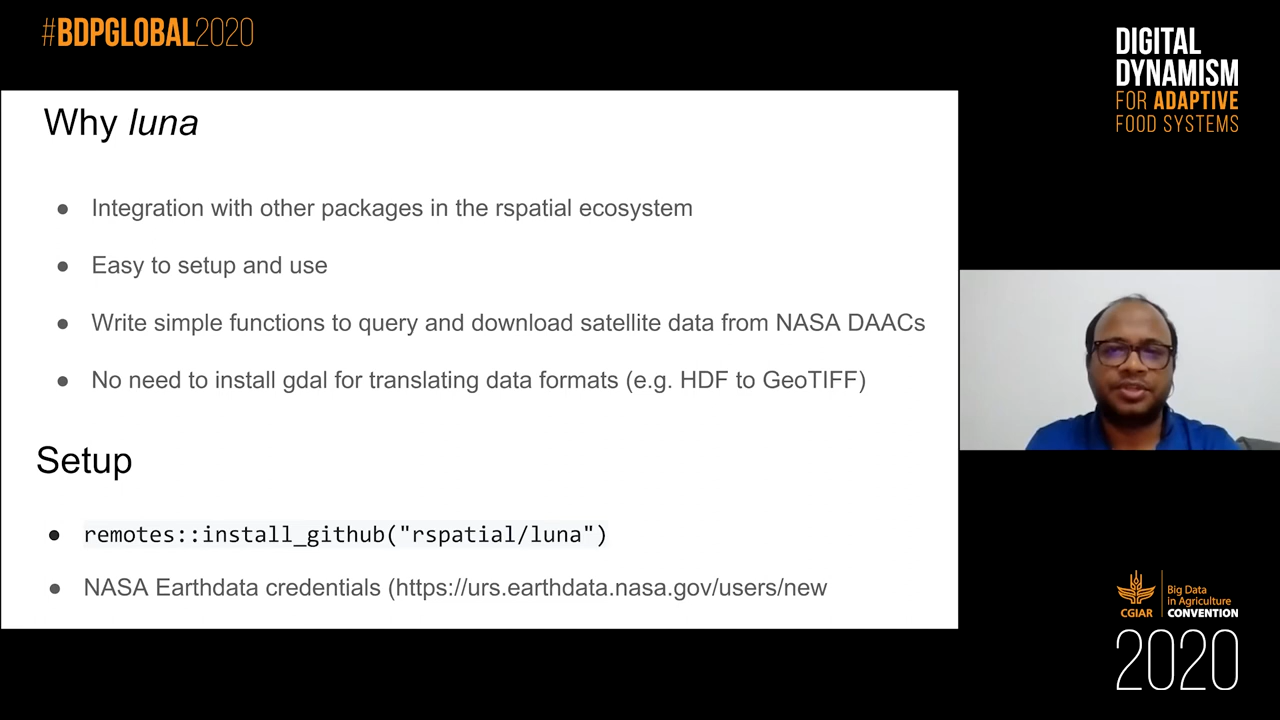 #BDPGLOBAL2020
DIGITAL
DYNAMISM
FOR ADAPTIVE
FOOD SYSTEMS
Why luna
● Integration with other packages in the rspatial ecosystem
● Easy to setup and use
● Write simple functions to query and download satellite data from NASA DAACs
● No need to install gdal for translating data formats (e.g. HDF to GeoTIFF)
Setup
● remotes::install_github("rspatial/luna")
● NASA Earthdata credentials (https://urs.earthdata.nasa.gov/users/new
CGIAR
Big Data
in Agriculture
CONVENTION
2020